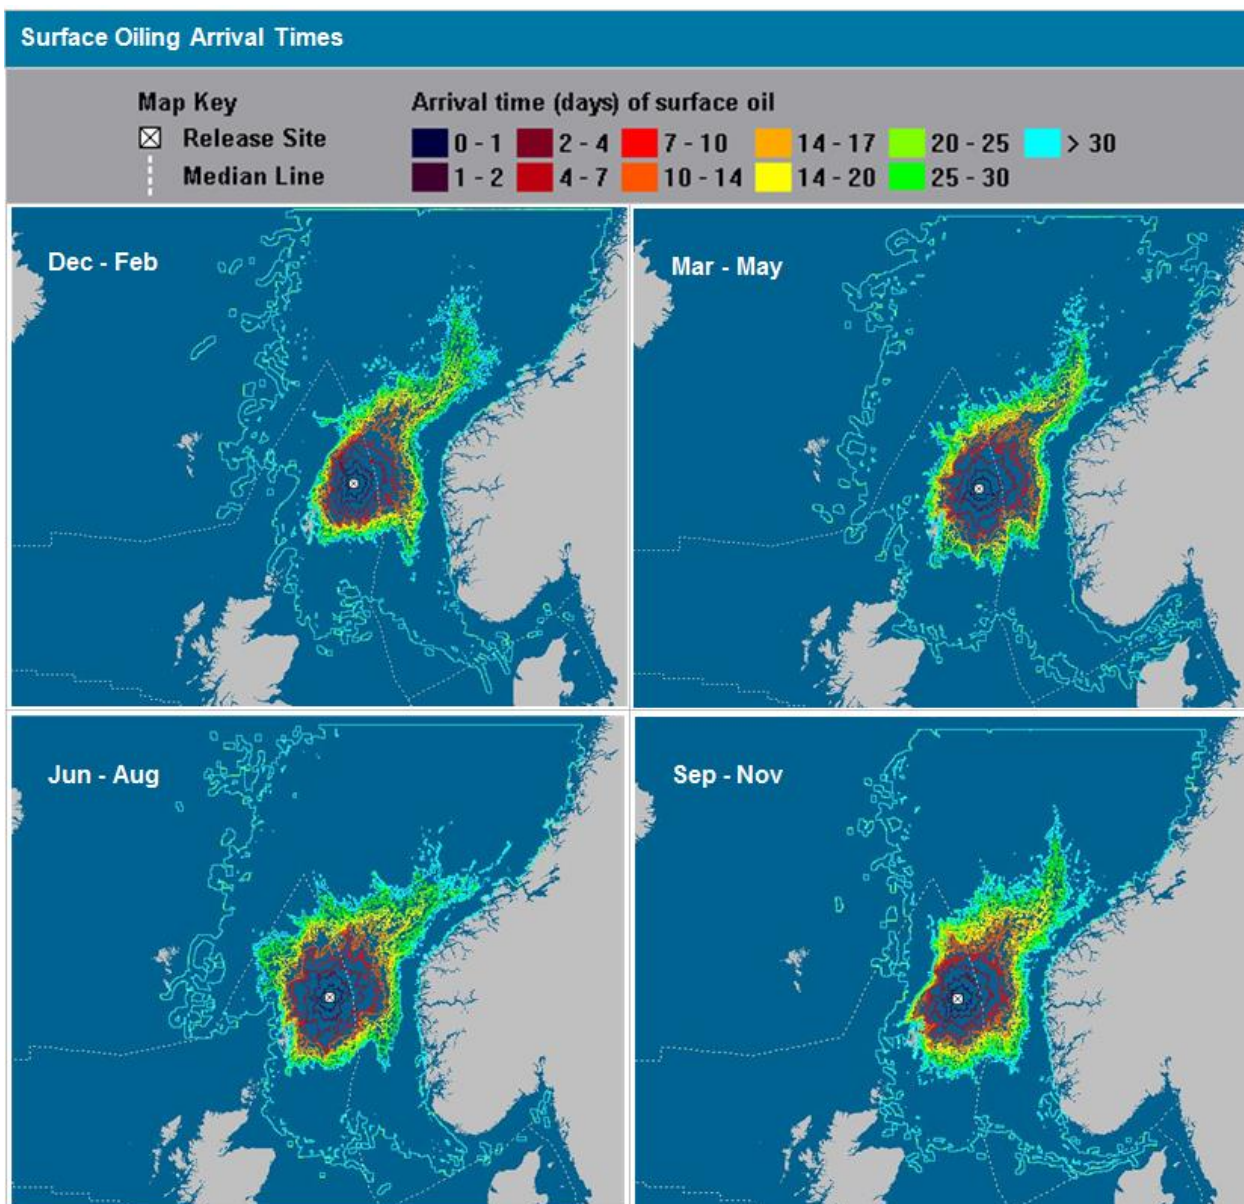 Surface Oiling Arrival Times
Map Key
Arrival time (days) of surface oil
Release Site
0 - 1
2 - 4
7 - 10
14 - 17
20 - 25
> 30
Median Line
1 - 2
4 - 7
10 - 14
14 - 20
25 - 30
Dec - Feb
Mar - May
Jun - Aug
Sep - Nov